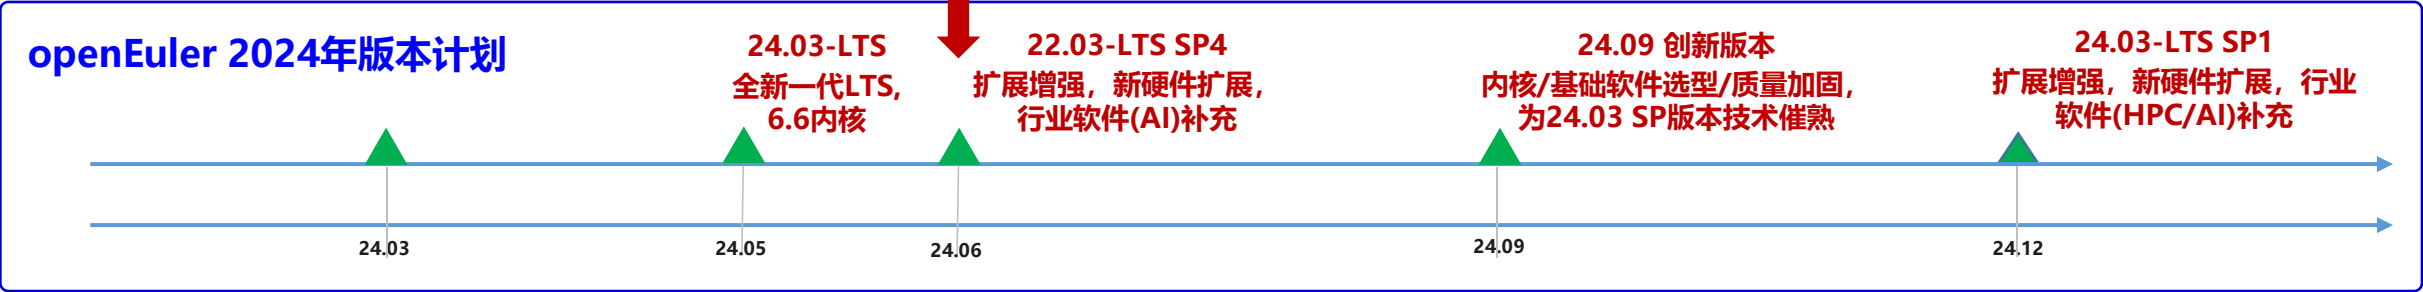 openEuler 2024年版本计划
24.03-LTS
全新一代LTS,
6.6内核
22.03-LTS SP4
扩展增强，新硬件扩展，
行业软件(AI)补充
24.09 创新版本
内核/基础软件选型/质量加固，
为24.03 SP版本技术催熟
24.03-LTS SP1
扩展增强，新硬件扩展，行业
软件(HPC/AI)补充
24.03
24.05
24.06
24.09
24.12